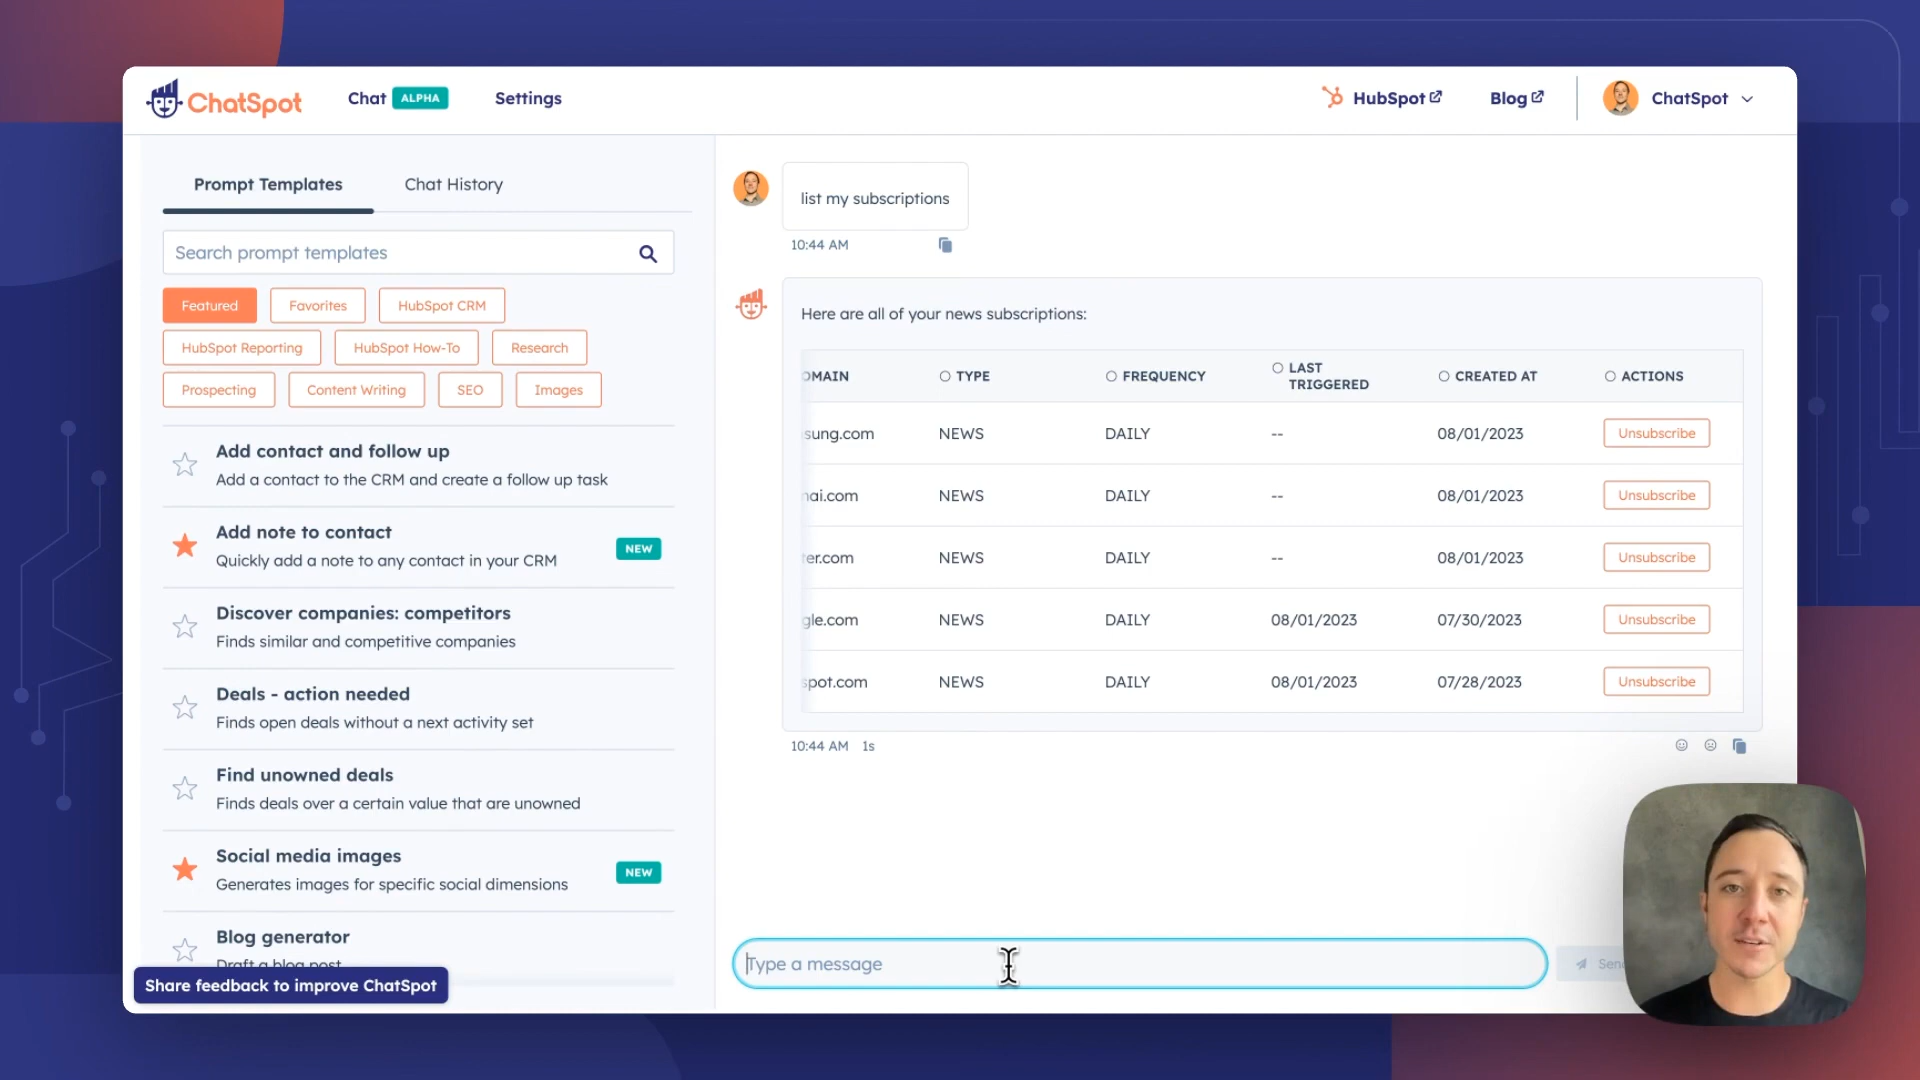 ChatSpot
Chat ALPHA
Settings
HubSpot
Blog
ChatSpot
Prompt Templates
Chat History
Search prompt templates
Featured
Favorites
HubSpot CRM
HubSpot Reporting
HubSpot How-To
Research
Prospecting
Content Writing
SEO
Images
Add contact and follow up
Add a contact to the CRM and create a follow up task
Add note to contact
Quickly add a note to any contact in your CRM
NEW
Discover companies: competitors
Finds similar and competitive companies
Deals - action needed
Finds open deals without a next activity set
Find unowned deals
Finds deals over a certain value that are unowned
Social media images
Generates images for specific social dimensions
NEW
Blog generator
Draft a blog post
Share feedback to improve ChatSpot
list my subscriptions
10:44 AM
Here are all of your news subscriptions:
OMAIN TYPE FREQUENCY LAST TRIGGERED CREATED AT ACTIONS
sung.com NEWS DAILY -- 08/01/2023 Unsubscribe
nai.com NEWS DAILY -- 08/01/2023 Unsubscribe
ter.com NEWS DAILY -- 08/01/2023 Unsubscribe
gle.com NEWS DAILY 08/01/2023 07/30/2023 Unsubscribe
spot.com NEWS DAILY 08/01/2023 07/28/2023 Unsubscribe
10:44 AM 1s
Type a message
Sen